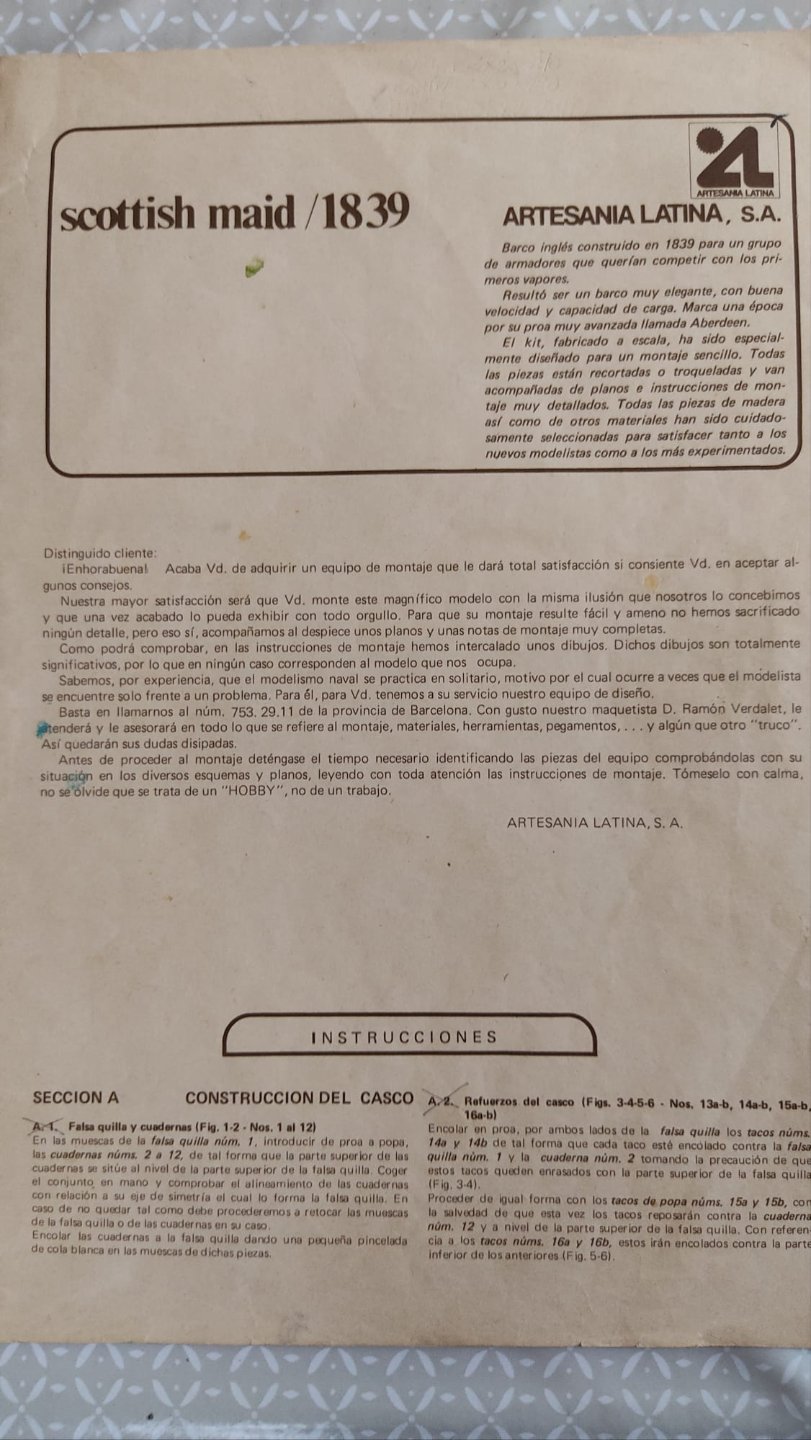 ARTESANIA LATINA
scottish maid /1839
ARTESANIA LATINA, S.A.
Barco inglés construido en 1839 para un grupo
de armadores que querían competir con los pri-
meros vapores.
Resultó ser un barco muy elegante, con buena
velocidad y capacidad de carga. Marca una época
por su proa muy avanzada llamada Aberdeen.
El kit, fabricado a escala, ha sido especial-
mente diseñado para un montaje sencillo. Todas
las piezas están recortadas o troqueladas y van
acompañadas de planos e instrucciones de mon-
taje muy detallados. Todas las piezas de madera
así como de otros materiales han sido cuidado-
samente seleccionadas para satisfacer tanto a los
nuevos modelistas como a los más experimentados.
Distinguido cliente:
¡Enhorabuena! Acaba Vd. de adquirir un equipo de montaje que le dará total satisfacción si consiente Vd. en aceptar al-
gunos consejos.
Nuestra mayor satisfacción será que Vd. monte este magnífico modelo con la misma ilusión que nosotros lo concebimos
y que una vez acabado lo pueda exhibir con todo orgullo. Para que su montaje resulte fácil y ameno no hemos sacrificado
ningún detalle, pero eso sí, acompañamos al despiece unos planos y unas notas de montaje muy completas.
Como podrá comprobar, en las instrucciones de montaje hemos intercalado unos dibujos. Dichos dibujos son totalmente
significativos, por lo que en ningún caso corresponden al modelo que nos ocupa.
Sabemos, por experiencia, que el modelismo naval se practica en solitario, motivo por el cual ocurre a veces que el modelista
se encuentre solo frente a un problema. Para él, para Vd. tenemos a su servicio nuestro equipo de diseño.
Basta en llamarnos al núm. 753.29.11 de la provincia de Barcelona. Con gusto nuestro maquetista D. Ramón Verdalet, le
atenderá y le asesorará en todo lo que se refiere al montaje, materiales, herramientas, pegamentos, . . . y algún que otro "truco".
Así quedarán sus dudas disipadas.
Antes de proceder al montaje deténgase el tiempo necesario identificando las piezas del equipo comprobándolas con su
situación en los diversos esquemas y planos, leyendo con toda atención las instrucciones de montaje. Tómeselo con calma,
no se olvide que se trata de un "HOBBY", no de un trabajo.
ARTESANIA LATINA, S. A.
INSTRUCCIONES
SECCION A CONSTRUCCION DEL CASCO
A.1. Falsa quilla y cuadernas (Fig. 1-2 - Nos. 1 al 12)
En las muescas de la falsa quilla núm. 1, introducir de proa a popa,
las cuadernas núms. 2 a 12, de tal forma que la parte superior de las
cuadernas se sitúe al nivel de la parte superior de la falsa quilla. Coger
el conjunto en mano y comprobar el alineamiento de las cuadernas
con relación a su eje de simetría el cual lo forma la falsa quilla. En
caso de no quedar tal como debe procederemos a retocar las muescas
de la falsa quilla o de las cuadernas en su caso.
Encolar las cuadernas a la falsa quilla dando una pequeña pincelada
de cola blanca en las muescas de dichas piezas.
A.2. Refuerzos del casco (Figs. 3-4-5-6 - Nos. 13a-b, 14a-b, 15a-b,
16a-b)
Encolar en proa, por ambos lados de la falsa quilla los tacos núms.
14a y 14b de tal forma que cada taco esté encolado contra la falsa
quilla núm. 1 y la cuaderna núm. 2 tomando la precaución de que
estos tacos queden enrasados con la parte superior de la falsa quilla
(Fig. 3-4).
Proceder de igual forma con los tacos de popa núms. 15a y 15b, con
la salvedad de que esta vez los tacos reposarán contra la cuaderna
núm. 12 y a nivel de la parte superior de la falsa quilla. Con referen-
cia a los tacos núms. 16a y 16b, estos irán encolados contra la parte
inferior de los anteriores (Fig. 5-6).